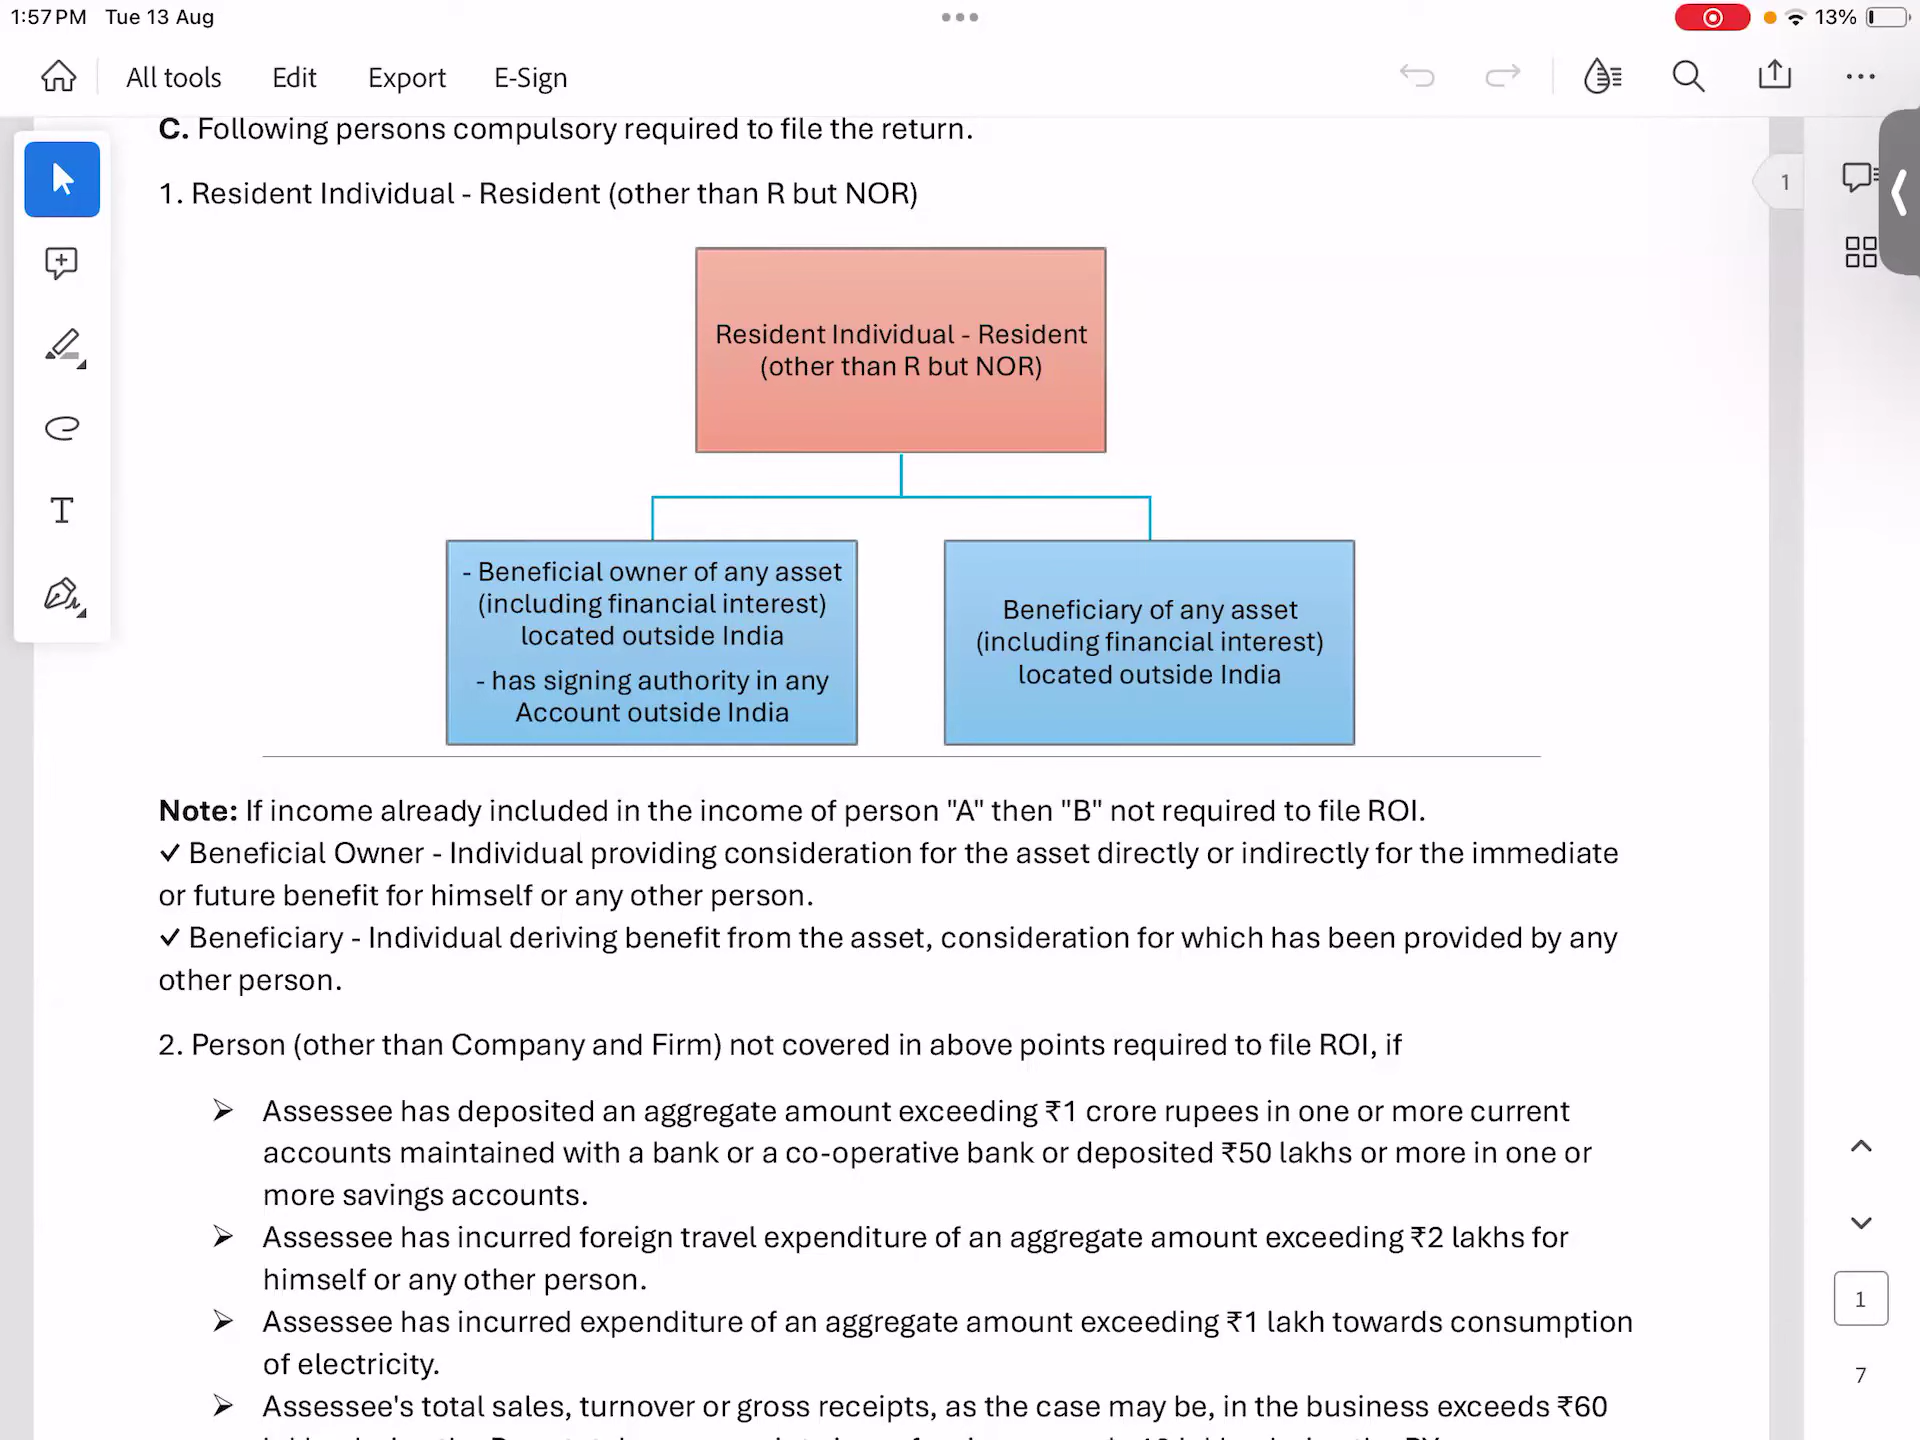 1:57 PM Tue 13 Aug
13%
All tools Edit Export E-Sign
C. Following persons compulsory required to file the return.
1. Resident Individual - Resident (other than R but NOR)
1
Resident Individual - Resident
(other than R but NOR)
- Beneficial owner of any asset
(including financial interest)
located outside India
- has signing authority in any
Account outside India
Beneficiary of any asset
(including financial interest)
located outside India
Note: If income already included in the income of person "A" then "B" not required to file ROI.
✓ Beneficial Owner - Individual providing consideration for the asset directly or indirectly for the immediate
or future benefit for himself or any other person.
✓ Beneficiary - Individual deriving benefit from the asset, consideration for which has been provided by any
other person.
2. Person (other than Company and Firm) not covered in above points required to file ROI, if
➢ Assessee has deposited an aggregate amount exceeding ₹1 crore rupees in one or more current
accounts maintained with a bank or a co-operative bank or deposited ₹50 lakhs or more in one or
more savings accounts.
➢ Assessee has incurred foreign travel expenditure of an aggregate amount exceeding ₹2 lakhs for
himself or any other person.
➢ Assessee has incurred expenditure of an aggregate amount exceeding ₹1 lakh towards consumption
of electricity.
➢ Assessee's total sales, turnover or gross receipts, as the case may be, in the business exceeds ₹60
1
7